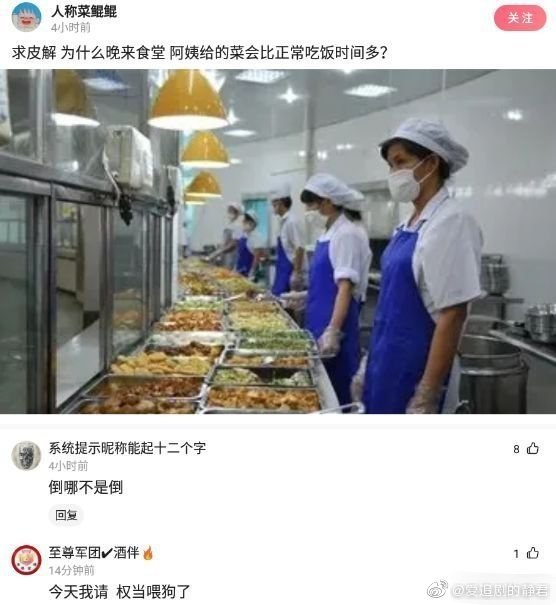 人称菜鲲鲲
4小时前
关注
求皮解 为什么晚来食堂 阿姨给的菜会比正常吃饭时间多？
系统提示昵称能起十二个字
8
4小时前
倒哪不是倒
回复
至尊军团✔酒伴🔥
1
14分钟前
今天我请 权当喂狗了
@爱追剧的静君